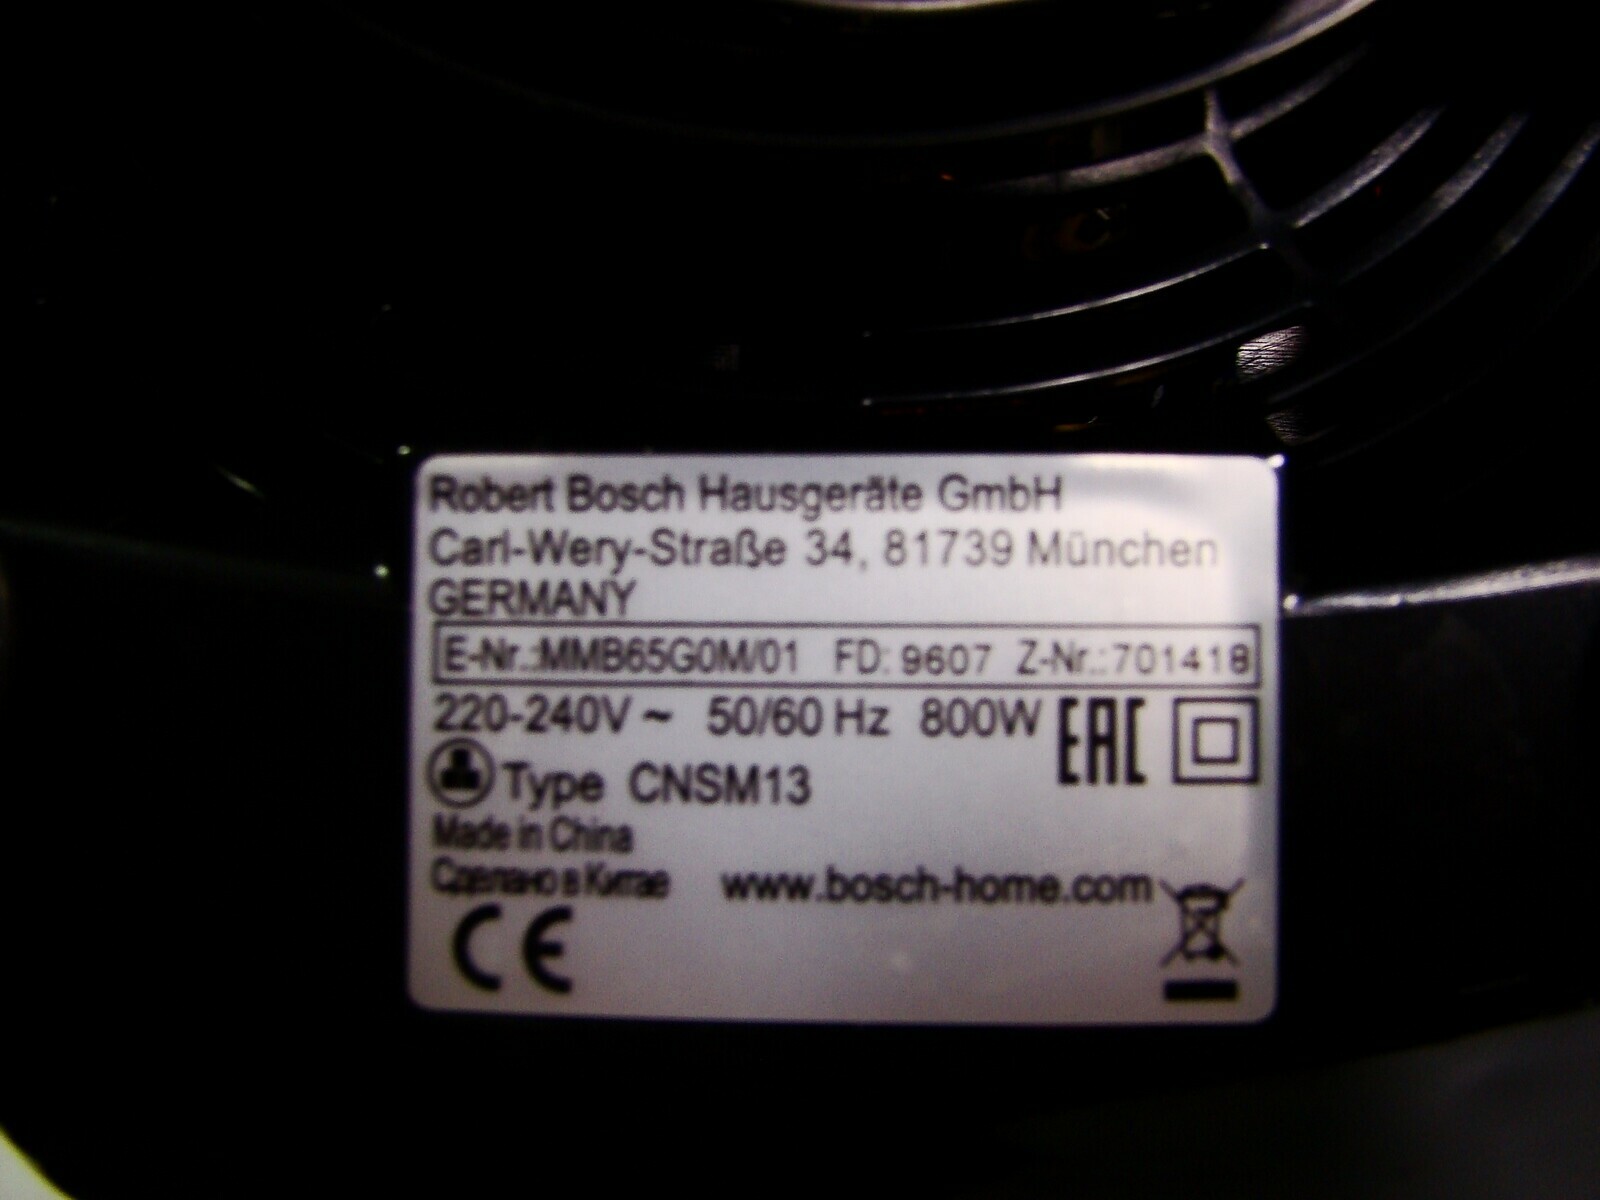 Robert Bosch Hausgeräte GmbH
Carl-Wery-Straße 34, 81739 München
GERMANY
E-Nr.:MMB65G0M/01 FD: 9607 Z-Nr.:701418
220-240V ~ 50/60 Hz 800W EAC
Type CNSM13
Made in China
Сделано в Китае www.bosch-home.com
CE